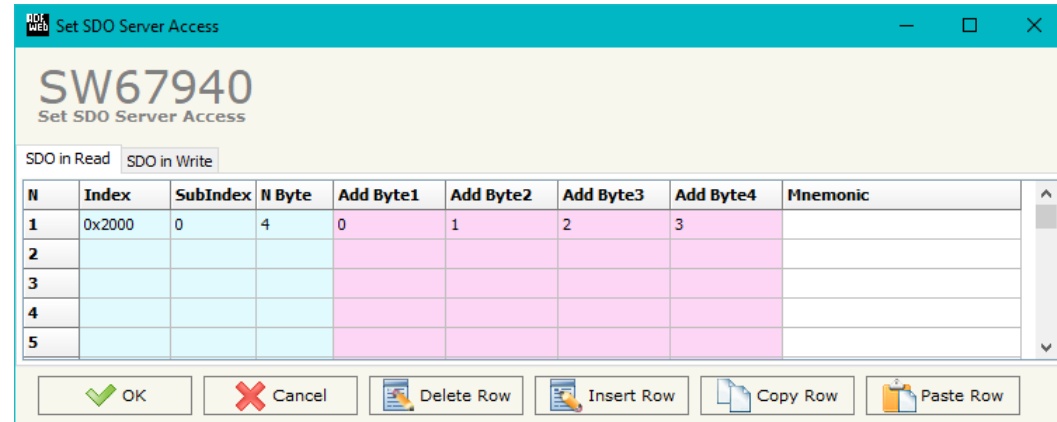 ADF WEB Set SDO Server Access
SW67940
Set SDO Server Access
SDO in Read SDO in Write
N Index SubIndex N Byte Add Byte1 Add Byte2 Add Byte3 Add Byte4 Mnemonic
1 0x2000 0 4 0 1 2 3
2
3
4
5
OK Cancel Delete Row Insert Row Copy Row Paste Row